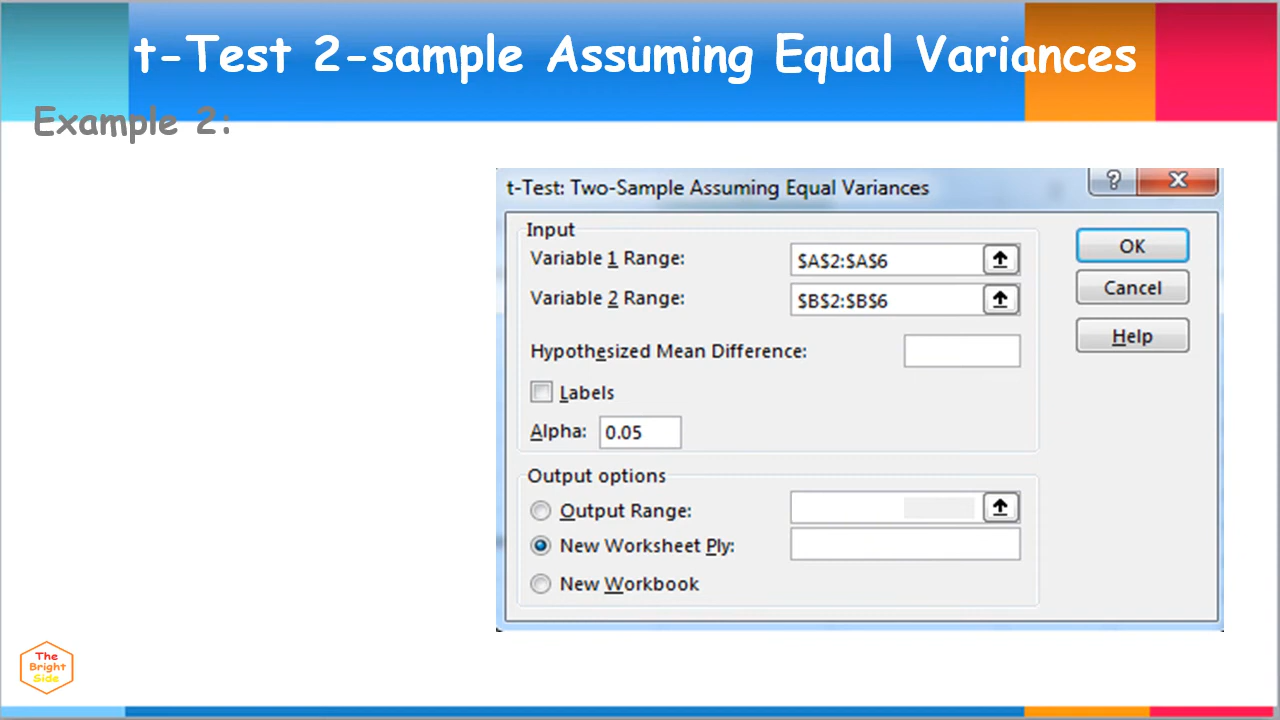 t-Test 2-sample Assuming Equal Variances
Example 2:
t-Test: Two-Sample Assuming Equal Variances
?
Input
Variable 1 Range: $A$2:$A$6
Variable 2 Range: $B$2:$B$6
Hypothesized Mean Difference:
Labels
Alpha: 0.05
OK
Cancel
Help
Output options
Output Range:
New Worksheet Ply:
New Workbook
The
Bright
Side